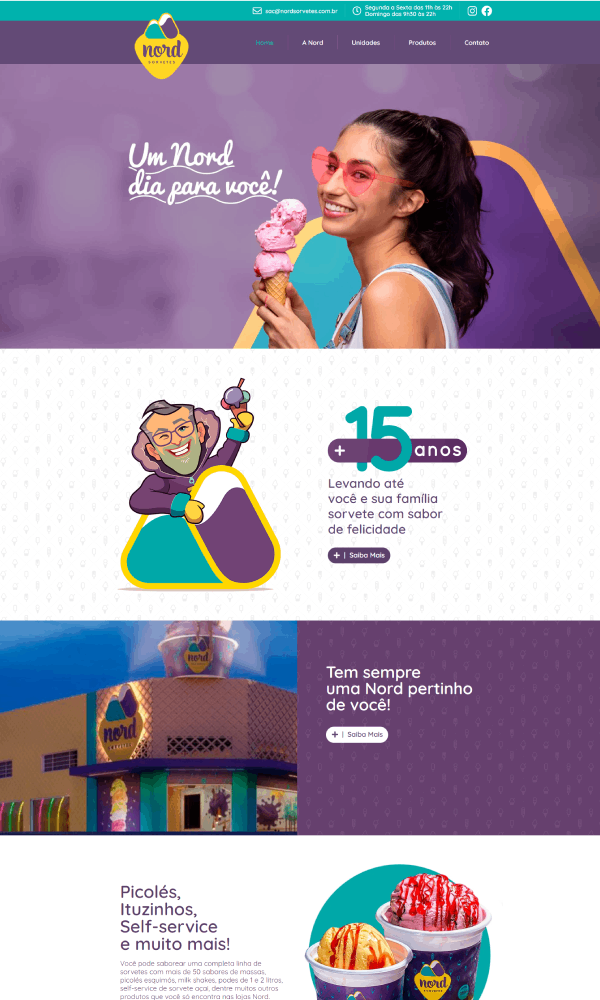 sac@nordsorvetes.com.br
Segunda a Sexta das 11h às 22h
Domingo das 9h30 às 22h
nord
SORVETES
Home
A Nord
Unidades
Produtos
Contato
Um Nord
dia para você!
+ 15 anos
Levando até
você e sua família
sorvete com sabor
de felicidade
+ | Saiba Mais
nord
nord
SORVETES
Tem sempre
uma Nord pertinho
de você!
+ | Saiba Mais
Picolés,
Ituzinhos,
Self-service
e muito mais!
Você pode saborear uma completa linha de
sorvetes com mais de 50 sabores de massas,
picolés esquimós, milk shakes, potes de 1 e 2 litros,
self-service de sorvete açaí, dentre muitos outros
produtos que você só encontra nas lojas Nord.
nord
SORVETES
nord